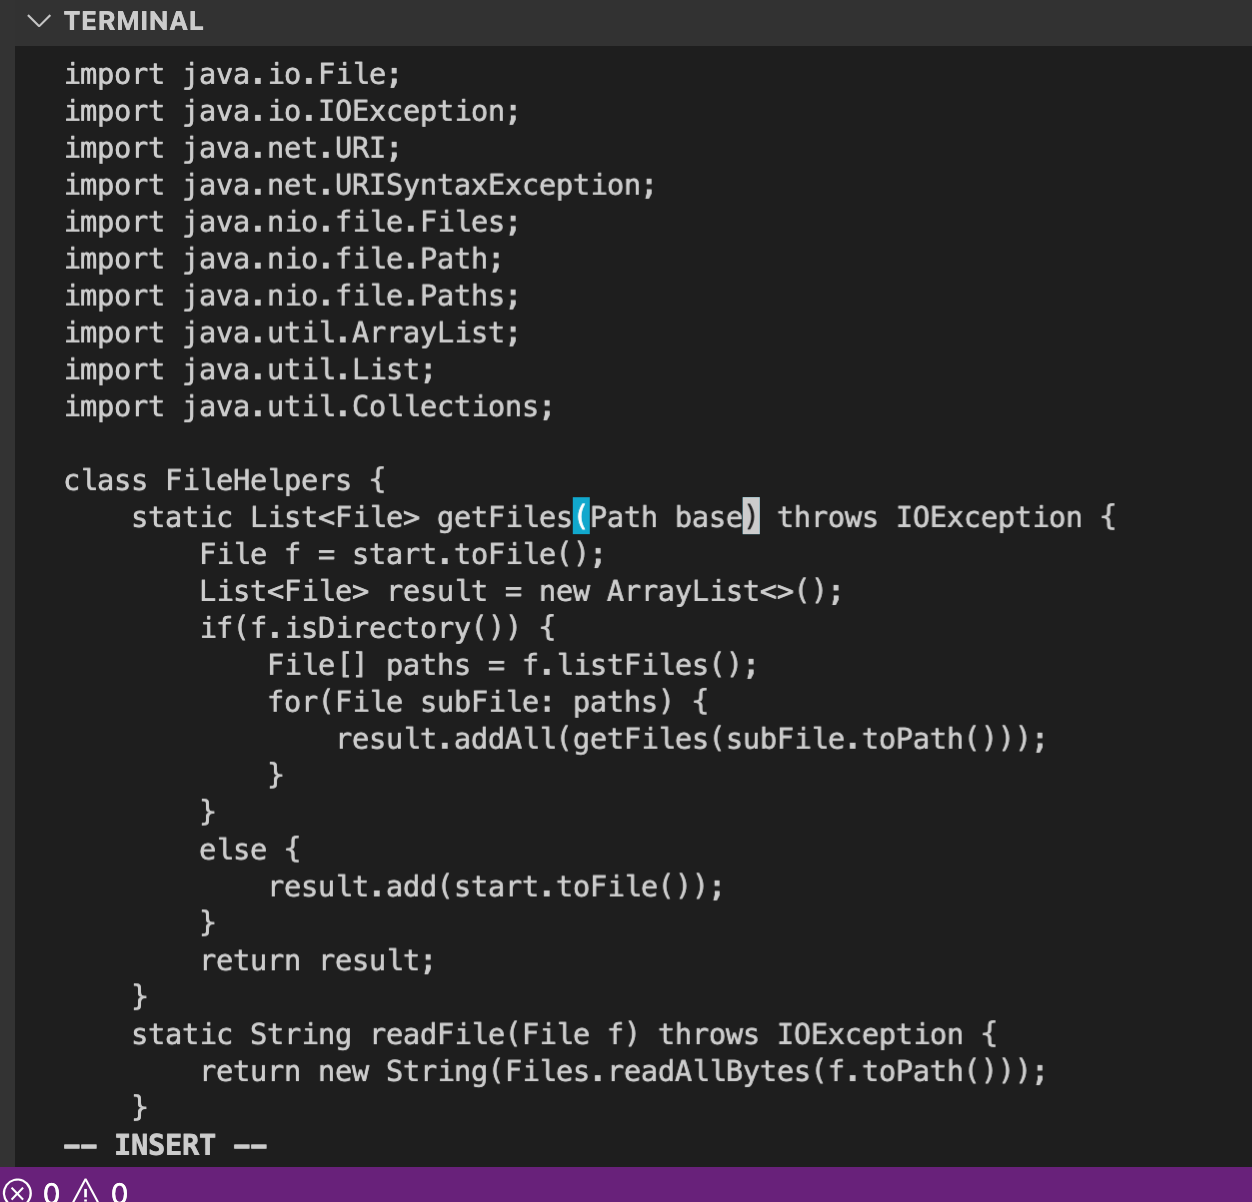 TERMINAL
import java.io.File;
import java.io.IOException;
import java.net.URI;
import java.net.URISyntaxException;
import java.nio.file.Files;
import java.nio.file.Path;
import java.nio.file.Paths;
import java.util.ArrayList;
import java.util.List;
import java.util.Collections;

class FileHelpers {
    static List<File> getFiles(Path base) throws IOException {
        File f = start.toFile();
        List<File> result = new ArrayList<>();
        if(f.isDirectory()) {
            File[] paths = f.listFiles();
            for(File subFile: paths) {
                result.addAll(getFiles(subFile.toPath()));
            }
        }
        else {
            result.add(start.toFile());
        }
        return result;
    }
    static String readFile(File f) throws IOException {
        return new String(Files.readAllBytes(f.toPath()));
    }
-- INSERT --
0 0